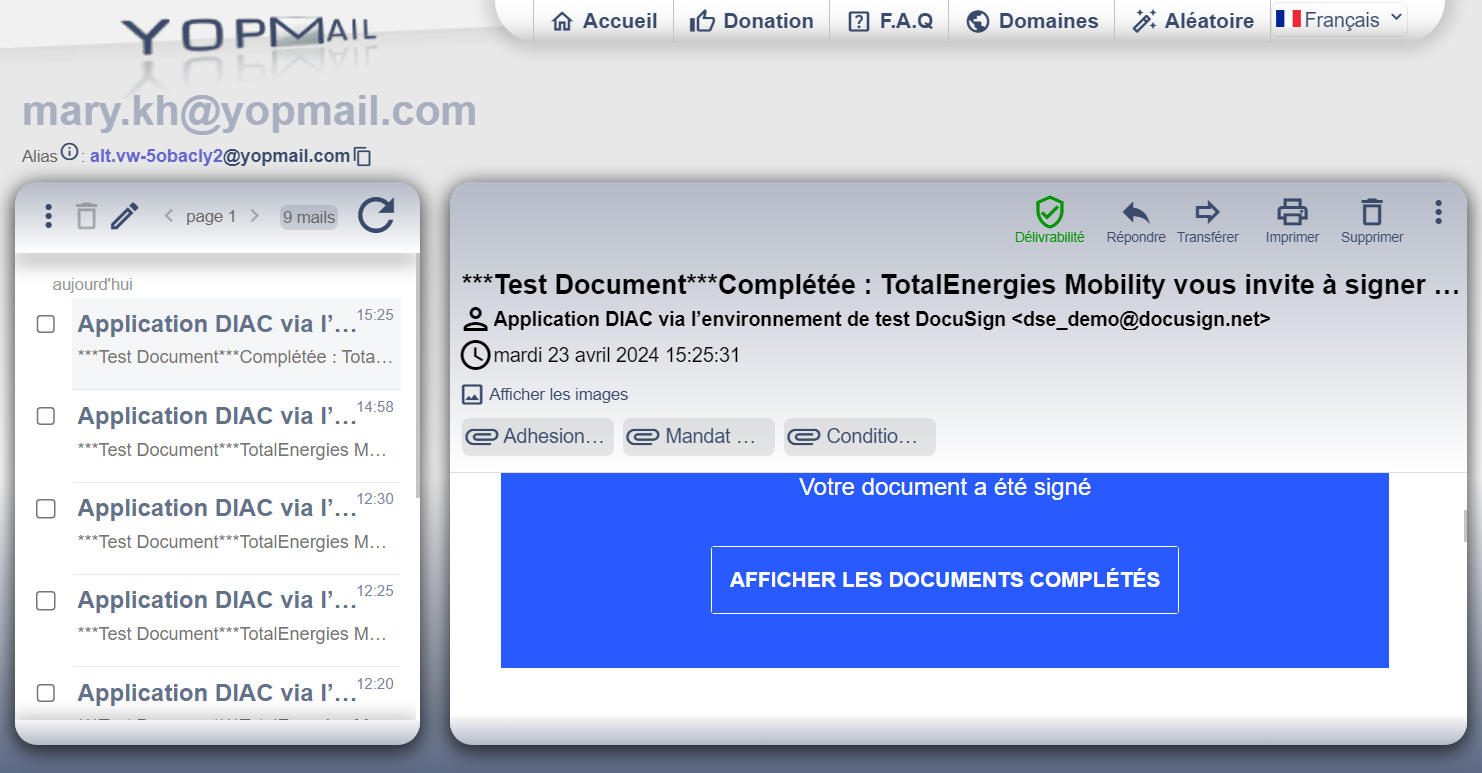 YOPMAIL
Accueil
Donation
F.A.Q
Domaines
Aléatoire
Français
mary.kh@yopmail.com
Alias : alt.vw-5obacly2@yopmail.com
page 1
9 mails
aujourd'hui
Application DIAC via l’… 15:25
***Test Document***Complétée : Tota…
Application DIAC via l’… 14:58
***Test Document***TotalEnergies M…
Application DIAC via l’… 12:30
***Test Document***TotalEnergies M…
Application DIAC via l’… 12:25
***Test Document***TotalEnergies M…
Application DIAC via l’… 12:20
Délivrabilité
Répondre
Transférer
Imprimer
Supprimer
***Test Document***Complétée : TotalEnergies Mobility vous invite à signer …
Application DIAC via l’environnement de test DocuSign <dse_demo@docusign.net>
mardi 23 avril 2024 15:25:31
Afficher les images
Adhesion…
Mandat …
Conditio…
Votre document a été signé
AFFICHER LES DOCUMENTS COMPLÉTÉS